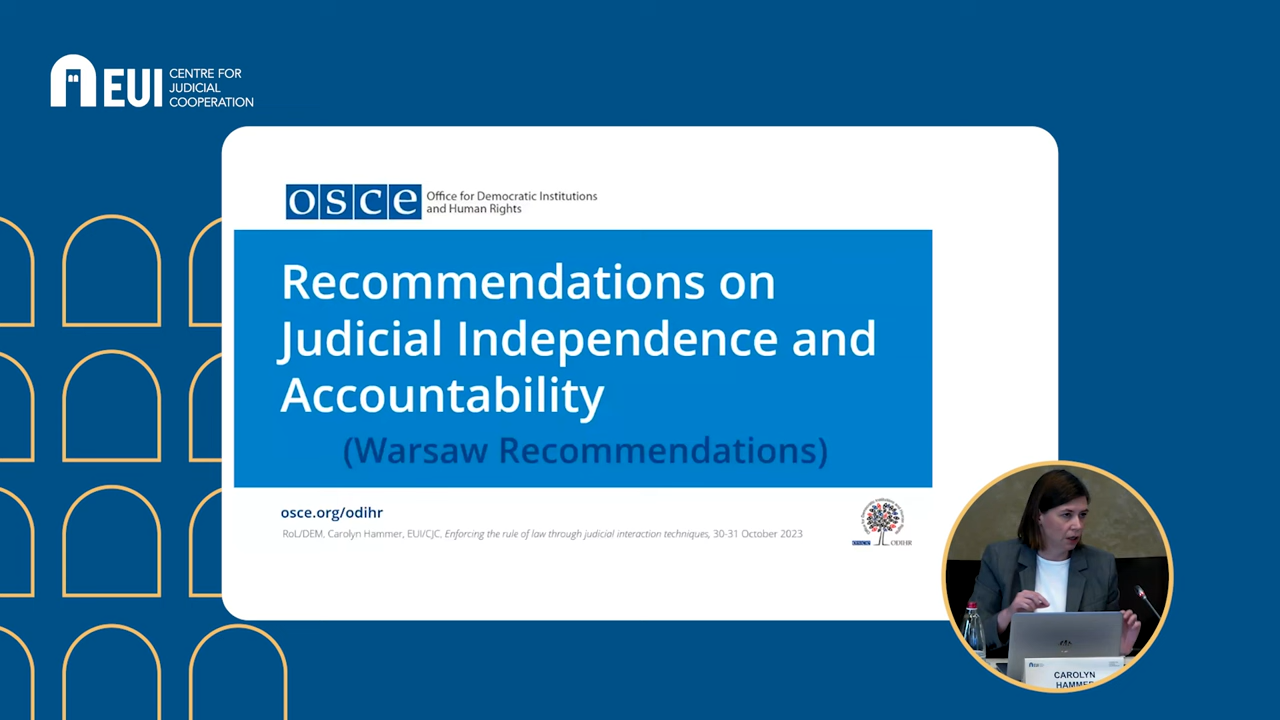 EUI
CENTRE FOR
JUDICIAL
COOPERATION
osce
Office for Democratic Institutions
and Human Rights
Recommendations on
Judicial Independence and
Accountability
(Warsaw Recommendations)
osce.org/odihr
RoL/DEM, Carolyn Hammer, EUI/CJC, Enforcing the rule of law through judicial interaction techniques, 30-31 October 2023
ODIHR
CAROLYN
HAMMER